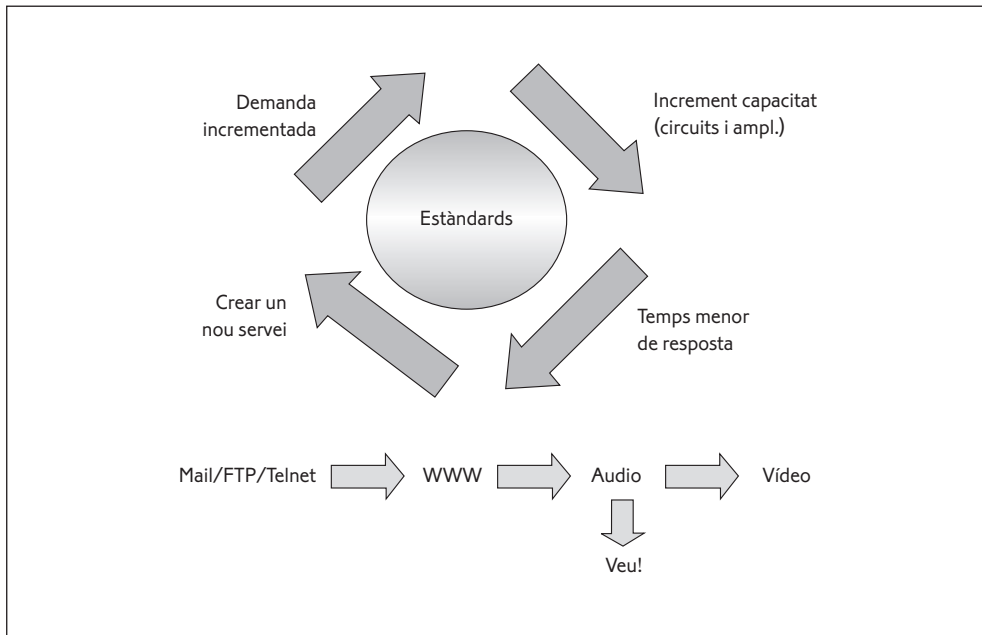 Demanda
incrementada
Increment capacitat
(circuits i ampl.)
Estàndards
Crear un
nou servei
Temps menor
de resposta
Mail/FTP/Telnet
WWW
Audio
Vídeo
Veu!